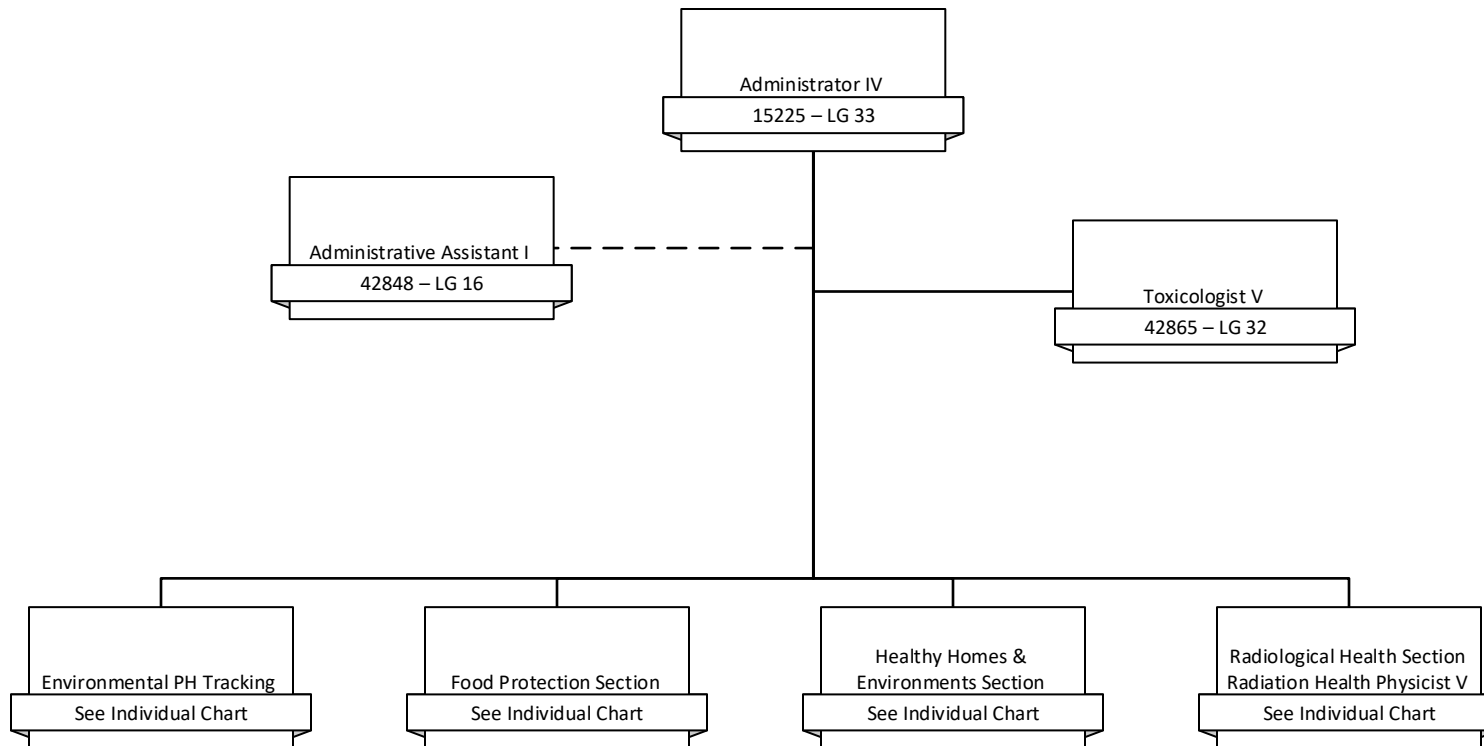 Administrator IV
15225 – LG 33
Administrative Assistant I
42848 – LG 16
Toxicologist V
42865 – LG 32
Environmental PH Tracking
See Individual Chart
Food Protection Section
See Individual Chart
Healthy Homes &
Environments Section
See Individual Chart
Radiological Health Section
Radiation Health Physicist V
See Individual Chart